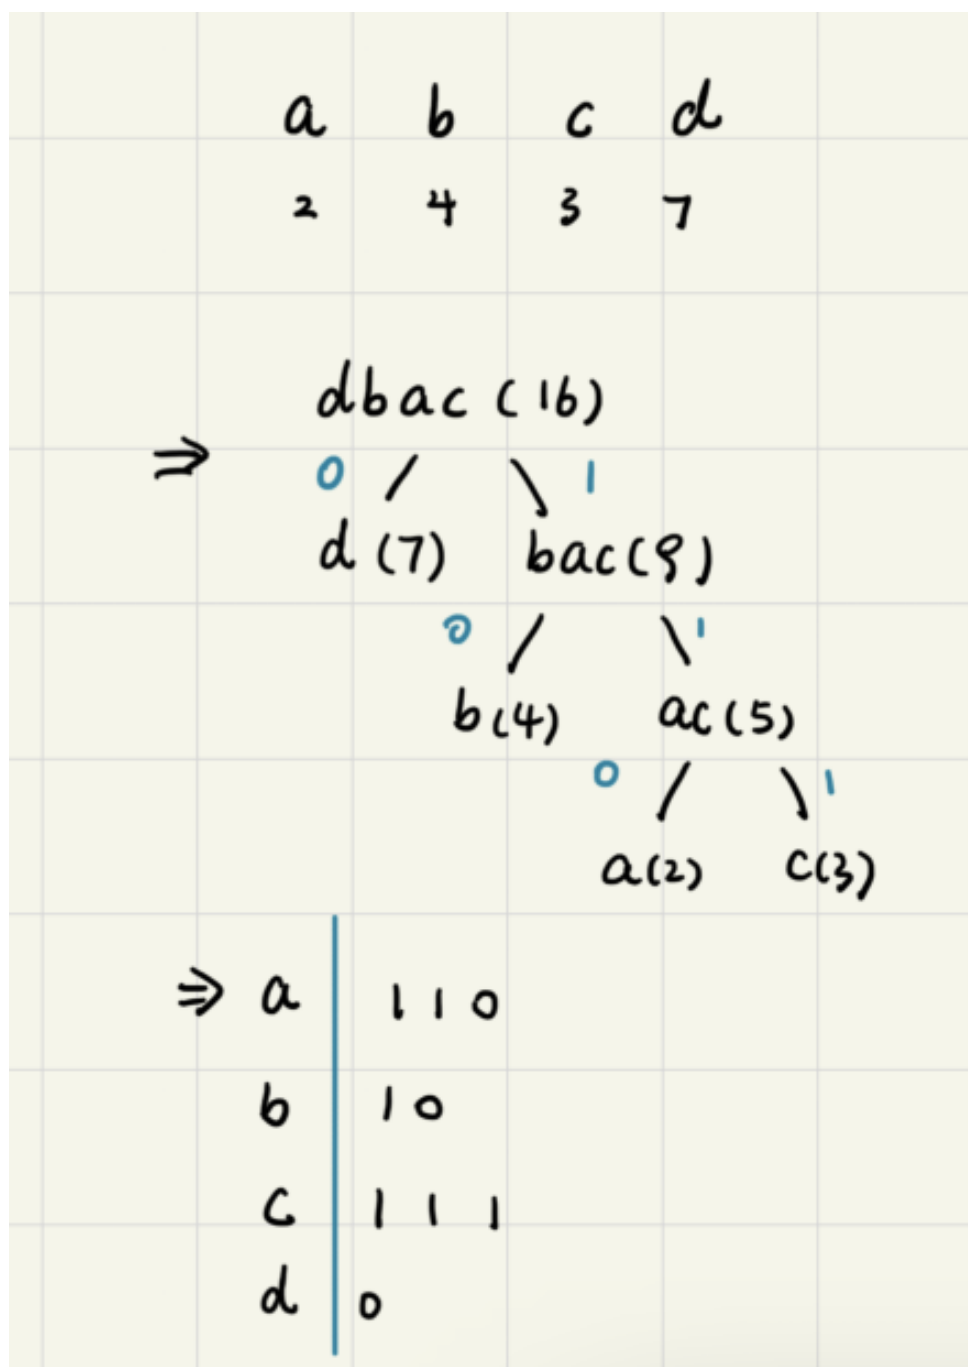 a b c d
2 4 3 7
dbac (16)
⇒ 0 1
d (7) bac (9)
0 1
b (4) ac (5)
0 1
a (2) c (3)
⇒ a 1 1 0
b 1 0
c 1 1 1
d 0